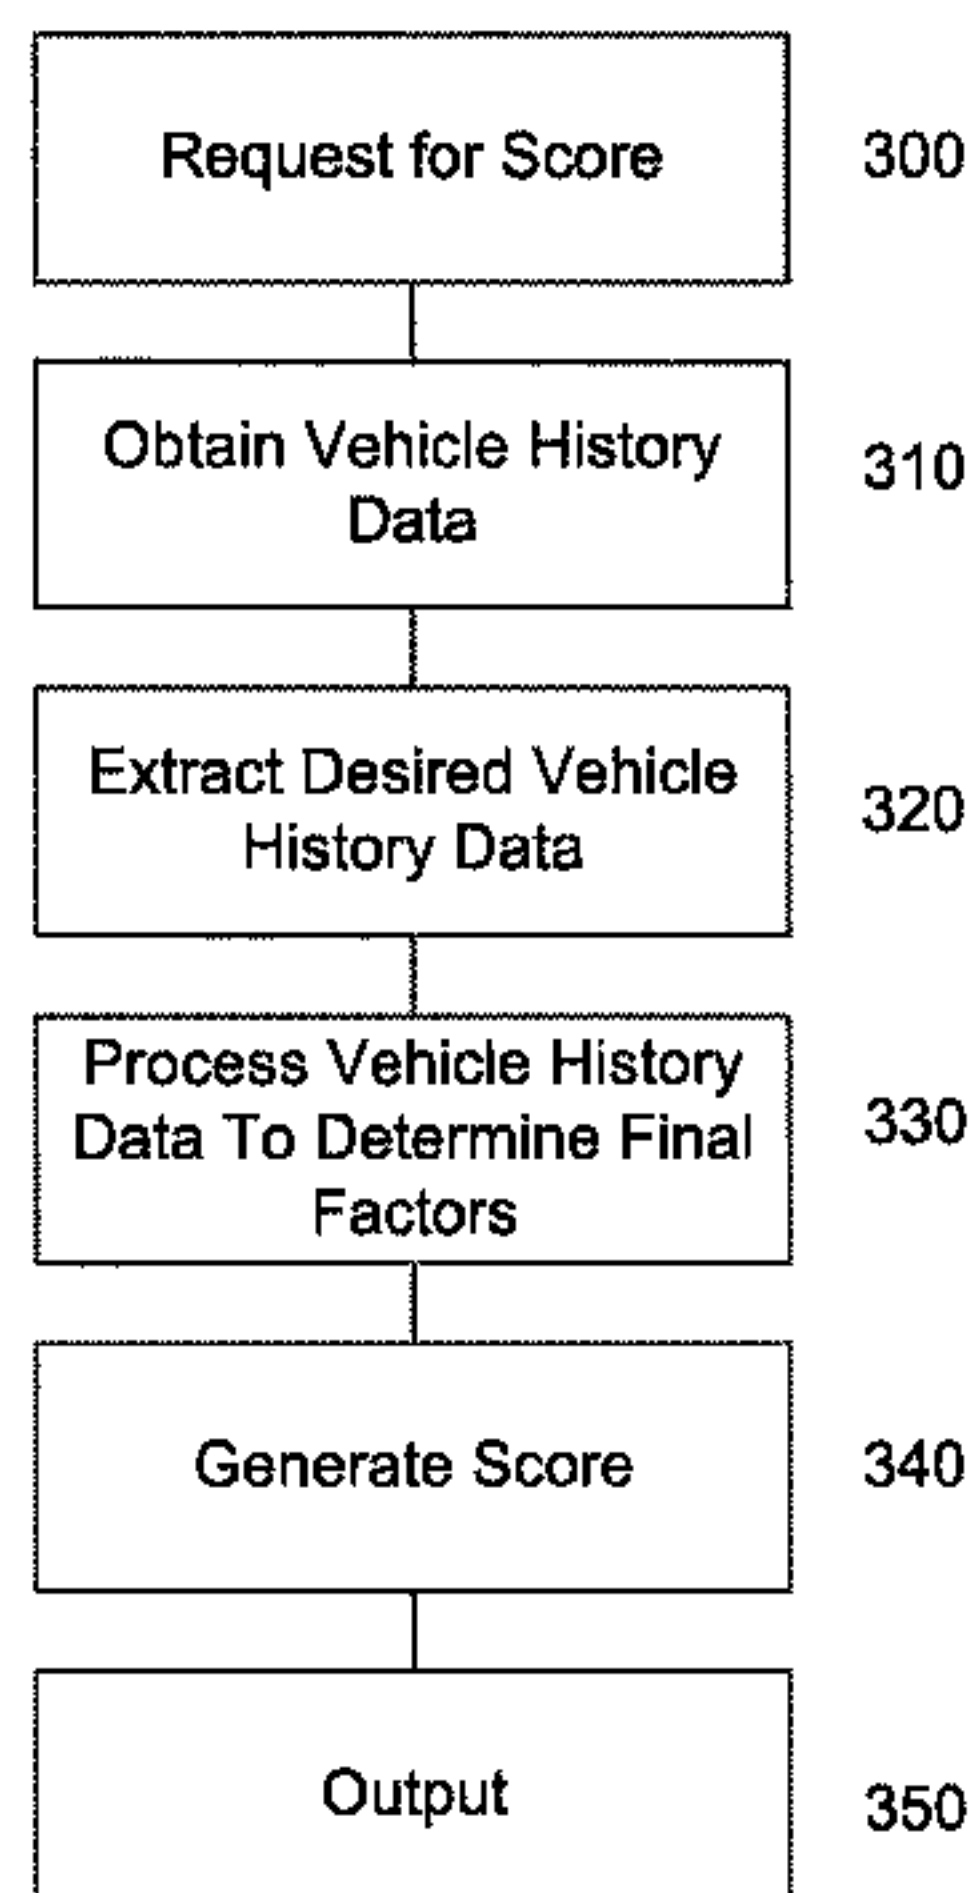 Request for Score
300
Obtain Vehicle History
Data
310
Extract Desired Vehicle
History Data
320
Process Vehicle History
Data To Determine Final
Factors
330
Generate Score
340
Output
350